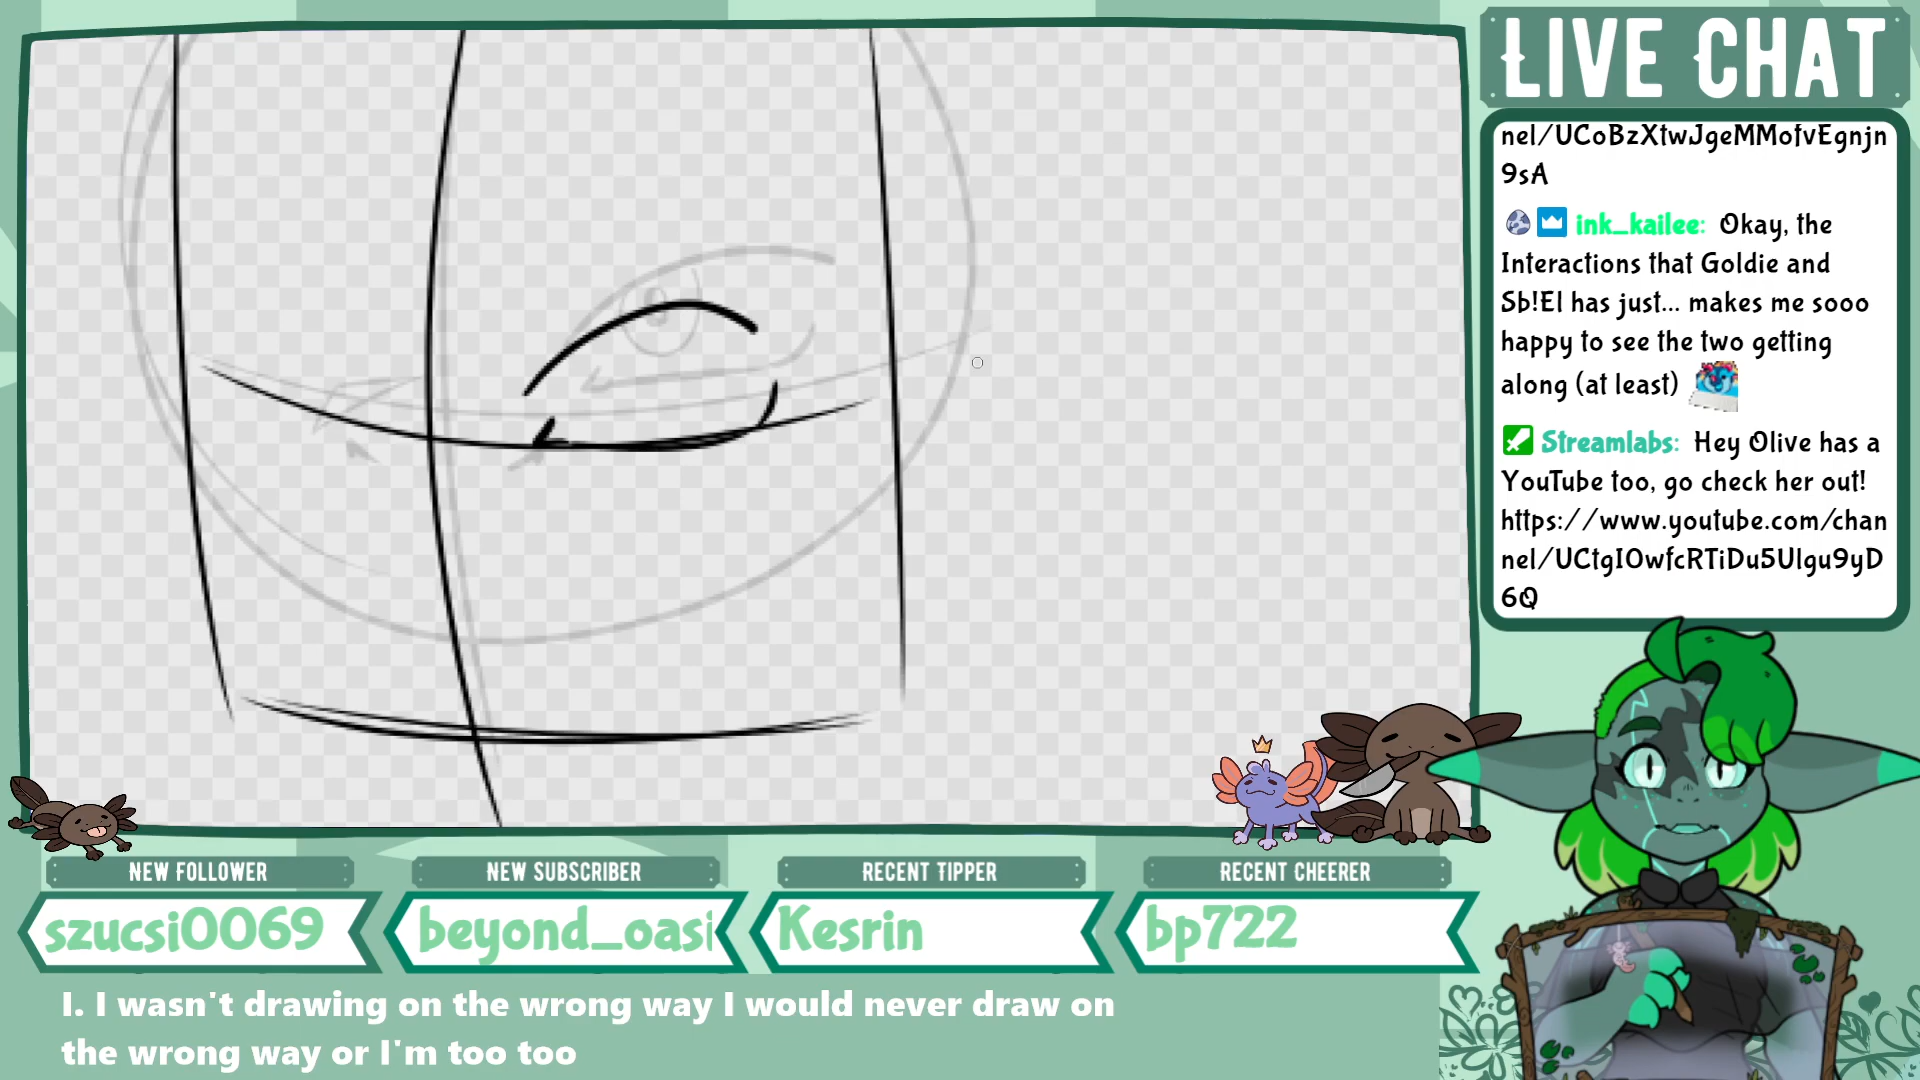 LIVE CHAT
nel/UCoBzXtwJgeMMofvEgnjn
9sA
ink_kailee: Okay, the
Interactions that Goldie and
Sb!El has just... makes me sooo
happy to see the two getting
along (at least)
Streamlabs: Hey Olive has a
YouTube too, go check her out!
https://www.youtube.com/chan
nel/UCtgIOwfcRTiDu5Ulgu9yD
6Q
NEW FOLLOWER
NEW SUBSCRIBER
RECENT TIPPER
RECENT CHEERER
szucsi0069
beyond_oasi
Kesrin
bp722
I. I wasn't drawing on the wrong way I would never draw on
the wrong way or I'm too too